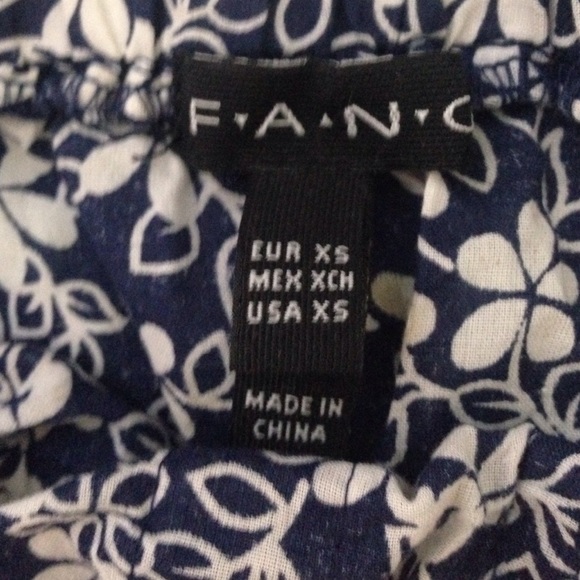 F·A·N·C
EUR XS
MEX XCH
USA XS
MADE IN
CHINA